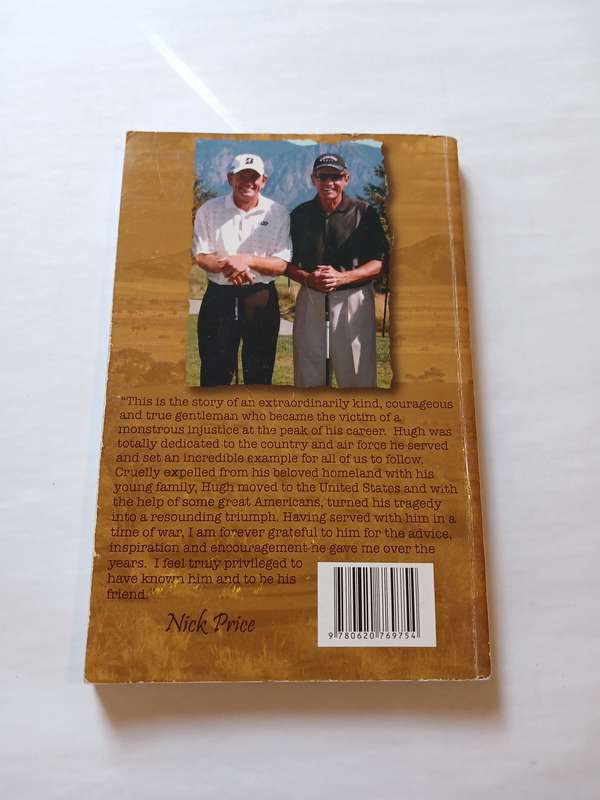 "This is the story of an extraordinarily kind, courageous
and true gentleman who became the victim of a
monstrous injustice at the peak of his career. Hugh was
totally dedicated to the country and air force he served
and set an incredible example for all of us to follow.
Cruelly expelled from his beloved homeland with his
young family, Hugh moved to the United States and with
the help of some great Americans, turned his tragedy
into a resounding triumph. Having served with him in a
time of war, I am forever grateful to him for the advice,
inspiration and encouragement he gave me over the
years. I feel truly privileged to
have known him and to be his
friend."
Nick Price
9 780620 769754